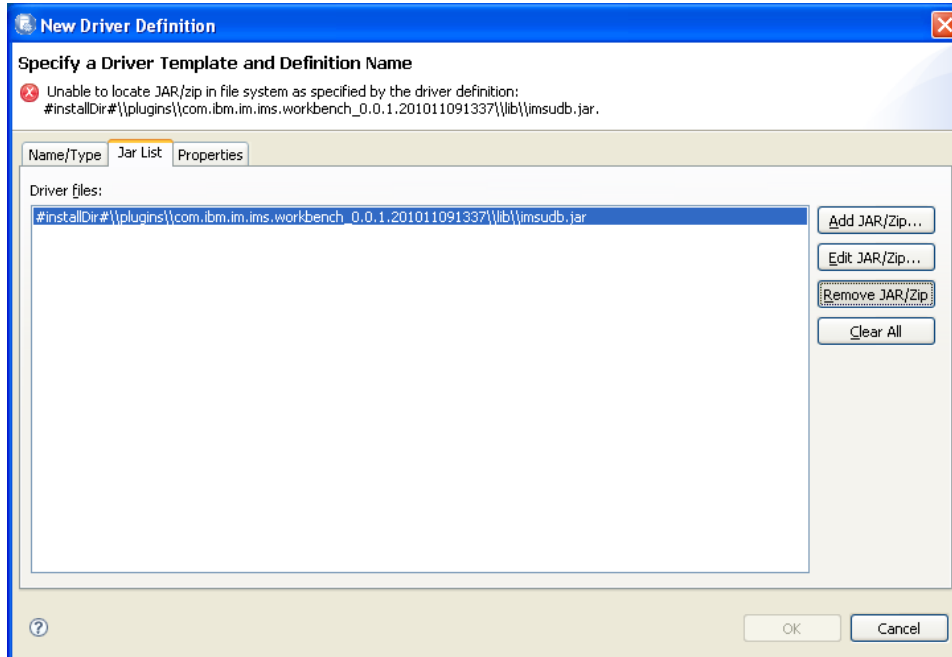 New Driver Definition
Specify a Driver Template and Definition Name
Unable to locate JAR/zip in file system as specified by the driver definition:
#installDir#\\plugins\\com.ibm.im.ims.workbench_0.0.1.201011091337\\lib\\imsudb.jar.
Name/Type Jar List Properties
Driver files:
#installDir#\\plugins\\com.ibm.im.ims.workbench_0.0.1.201011091337\\lib\\imsudb.jar
Add JAR/Zip...
Edit JAR/Zip...
Remove JAR/Zip
Clear All
?
OK Cancel